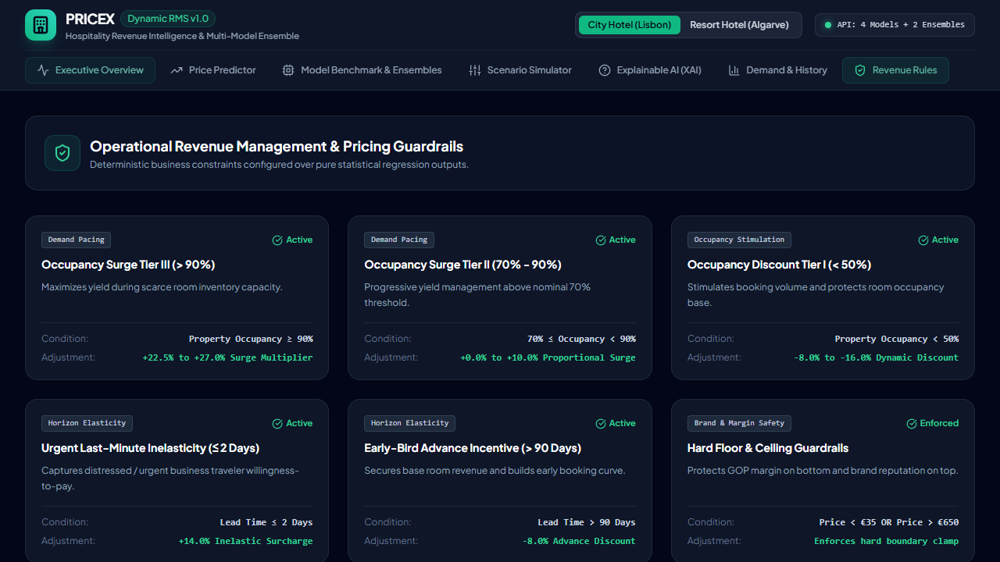 PRICEX Dynamic RMS v1.0
Hospitality Revenue Intelligence & Multi-Model Ensemble
City Hotel (Lisbon) Resort Hotel (Algarve)
API: 4 Models + 2 Ensembles
Executive Overview Price Predictor Model Benchmark & Ensembles Scenario Simulator Explainable AI (XAI) Demand & History Revenue Rules
Operational Revenue Management & Pricing Guardrails
Deterministic business constraints configured over pure statistical regression outputs.
Demand Pacing Active
Occupancy Surge Tier III (> 90%)
Maximizes yield during scarce room inventory capacity.
Condition: Property Occupancy ≥ 90%
Adjustment: +22.5% to +27.0% Surge Multiplier
Demand Pacing Active
Occupancy Surge Tier II (70% - 90%)
Progressive yield management above nominal 70%
threshold.
Condition: 70% ≤ Occupancy < 90%
Adjustment: +0.0% to +10.0% Proportional Surge
Occupancy Stimulation Active
Occupancy Discount Tier I (< 50%)
Stimulates booking volume and protects room occupancy
base.
Condition: Property Occupancy < 50%
Adjustment: -8.0% to -16.0% Dynamic Discount
Horizon Elasticity Active
Urgent Last-Minute Inelasticity (≤ 2 Days)
Captures distressed / urgent business traveler willingness-
to-pay.
Condition: Lead Time ≤ 2 Days
Adjustment: +14.0% Inelastic Surcharge
Horizon Elasticity Active
Early-Bird Advance Incentive (> 90 Days)
Secures base room revenue and builds early booking curve.
Condition: Lead Time > 90 Days
Adjustment: -8.0% Advance Discount
Brand & Margin Safety Enforced
Hard Floor & Ceiling Guardrails
Protects GOP margin on bottom and brand reputation on top.
Condition: Price < €35 OR Price > €650
Adjustment: Enforces hard boundary clamp